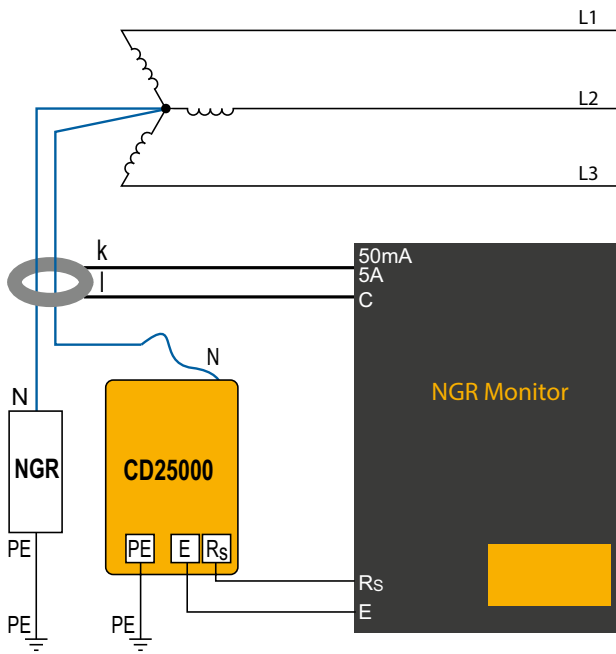 L1
L2
L3
k
50mA
5A
l
C
N
N
NGR Monitor
NGR
CD25000
PE
PE
E
Rs
Rs
E
PE
PE